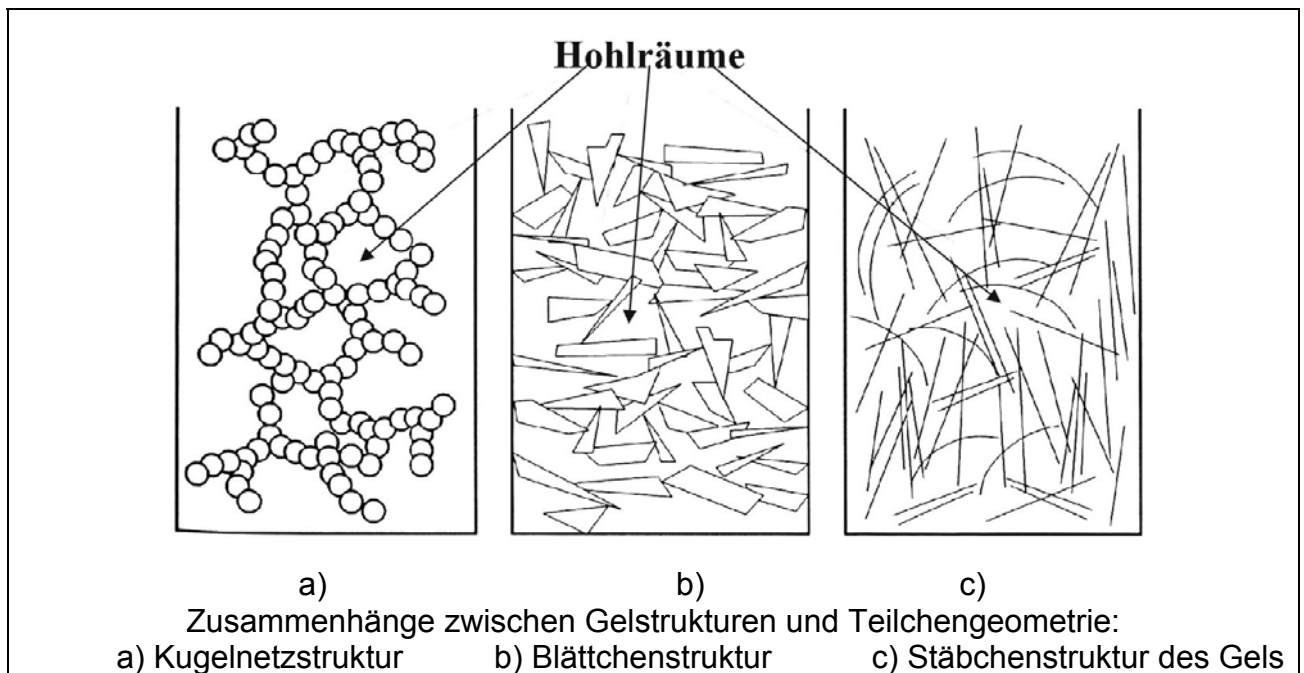 Hohlräume
a) b) c)
Zusammenhänge zwischen Gelstrukturen und Teilchengeometrie:
a) Kugelnetzstruktur b) Blättchenstruktur c) Stäbchenstruktur des Gels